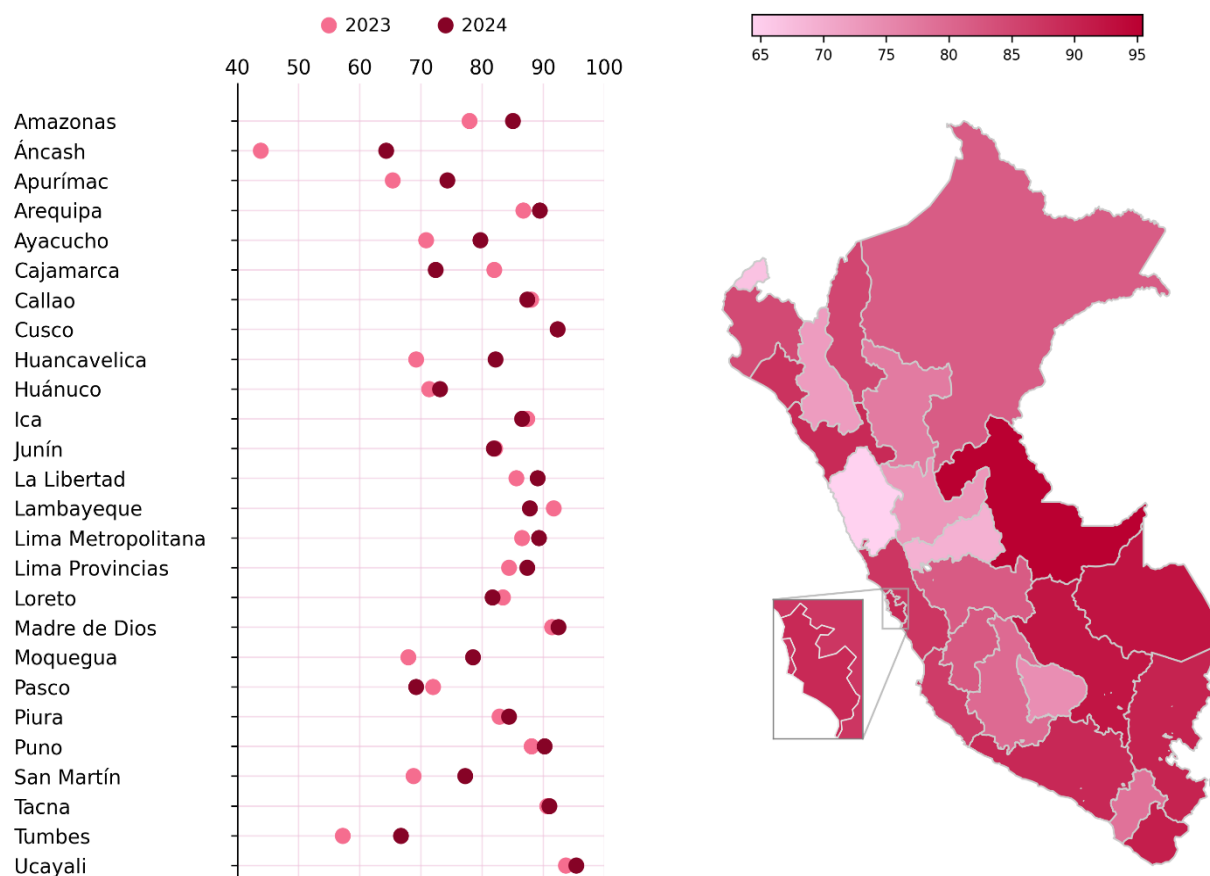 2023 2024
40 50 60 70 80 90 100
65 70 75 80 85 90 95
Amazonas
Áncash
Apurímac
Arequipa
Ayacucho
Cajamarca
Callao
Cusco
Huancavelica
Huánuco
Ica
Junín
La Libertad
Lambayeque
Lima Metropolitana
Lima Provincias
Loreto
Madre de Dios
Moquegua
Pasco
Piura
Puno
San Martín
Tacna
Tumbes
Ucayali